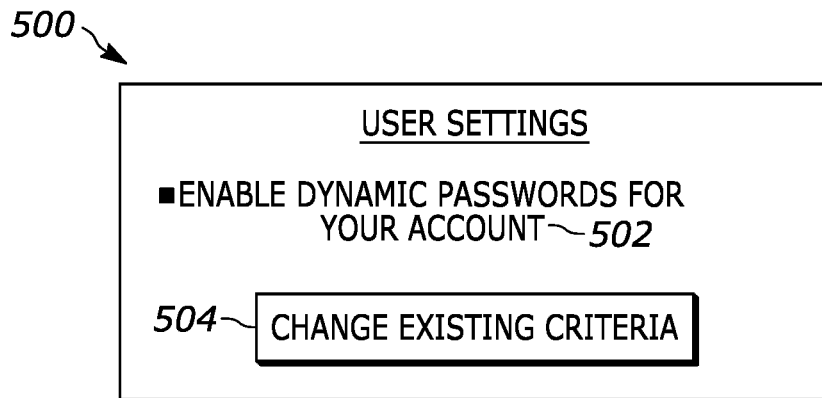 500
USER SETTINGS
■ENABLE DYNAMIC PASSWORDS FOR
YOUR ACCOUNT 502
504 CHANGE EXISTING CRITERIA